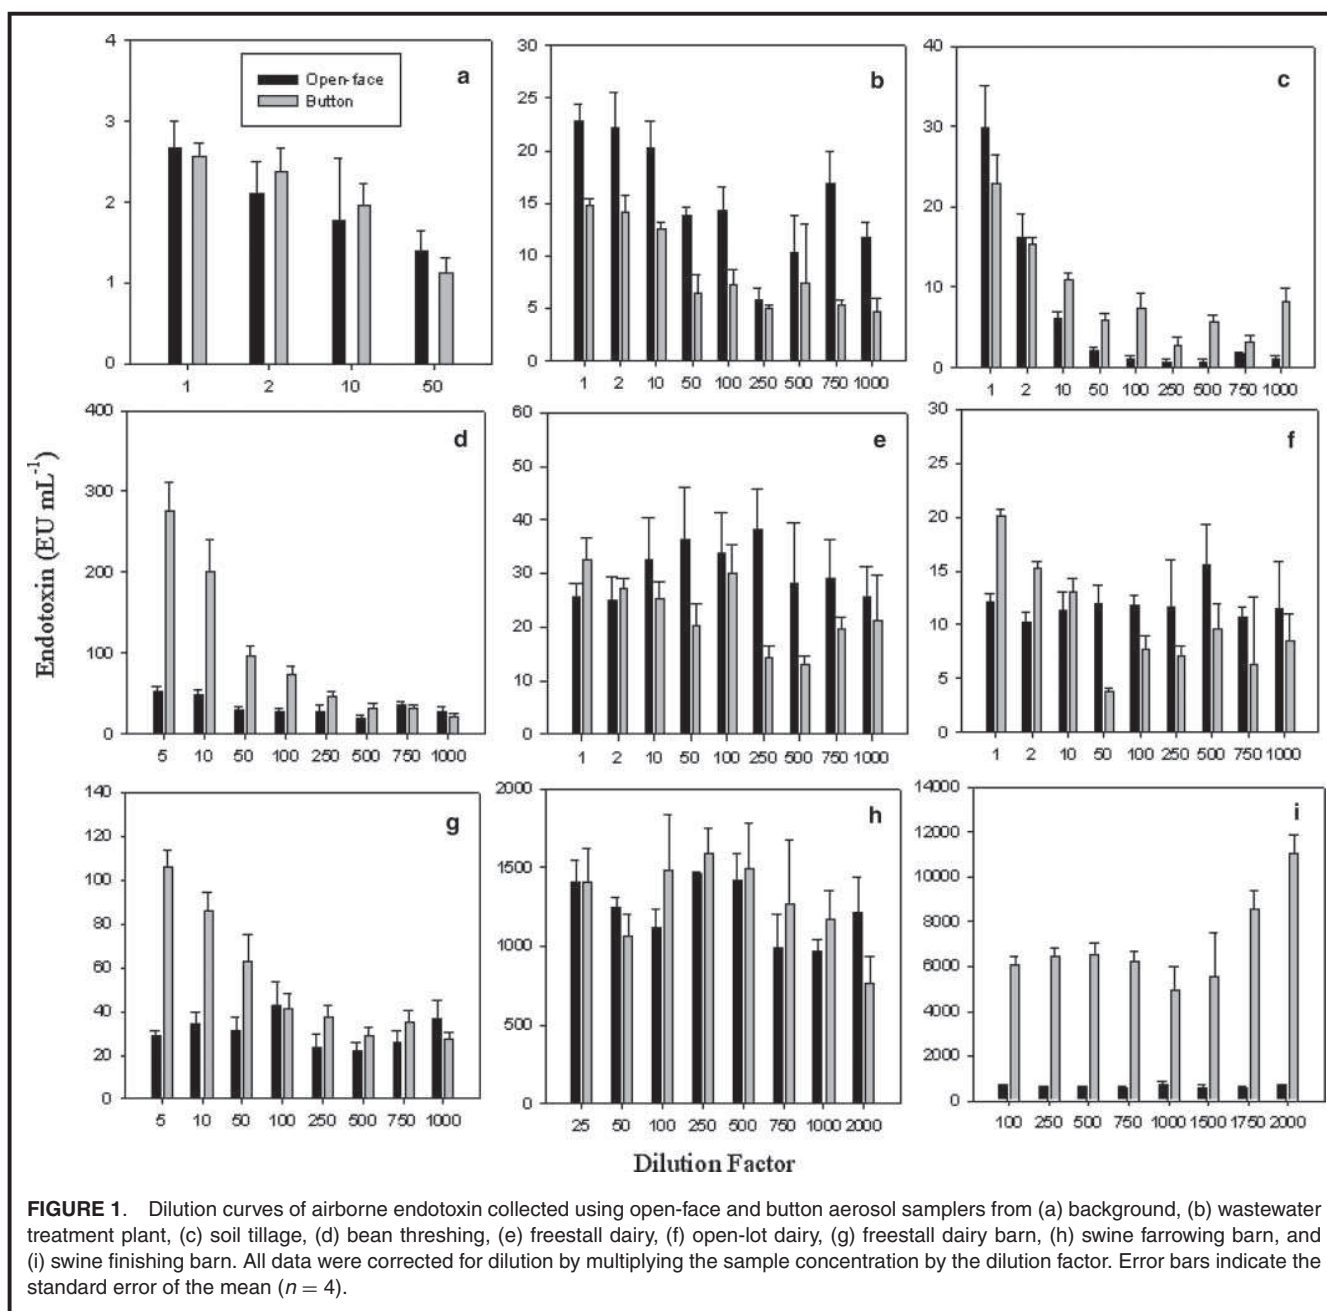 4
3
2
1
0
Open-face
Button
a
1 2 10 50
30
25
20
15
10
5
0
b
1 2 10 50 100 250 500 750 1000
40
30
20
10
0
c
1 2 10 50 100 250 500 750 1000
Endotoxin (EU mL-1)
400
300
200
100
0
d
5 10 50 100 250 500 750 1000
60
50
40
30
20
10
0
e
1 2 10 50 100 250 500 750 1000
30
25
20
15
10
5
0
f
1 2 10 50 100 250 500 750 1000
140
120
100
80
60
40
20
0
g
5 10 50 100 250 500 750 1000
2000
1500
1000
500
0
h
25 50 100 250 500 750 1000 2000
14000
12000
10000
8000
6000
4000
2000
0
i
100 250 500 750 1000 1500 1750 2000
Dilution Factor
FIGURE 1. Dilution curves of airborne endotoxin collected using open-face and button aerosol samplers from (a) background, (b) wastewater
treatment plant, (c) soil tillage, (d) bean threshing, (e) freestall dairy, (f) open-lot dairy, (g) freestall dairy barn, (h) swine farrowing barn, and
(i) swine finishing barn. All data were corrected for dilution by multiplying the sample concentration by the dilution factor. Error bars indicate the
standard error of the mean (n = 4).